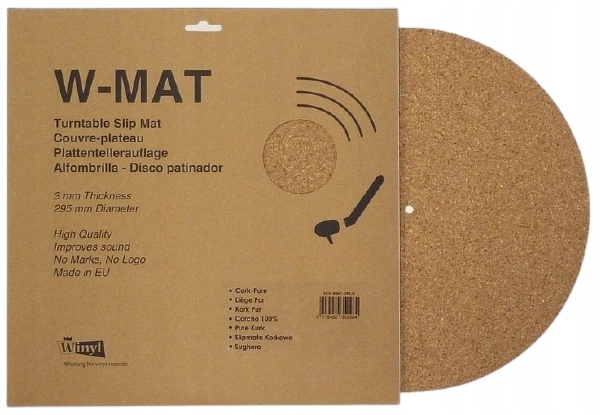 W-MAT
Turntable Slip Mat
Couvre-plateau
Plattentellerauflage
Alfombrilla - Disco patinador
3 mm Thickness
295 mm Diameter
High Quality
Improves sound
No Marks, No Logo
Made in EU
• Cork-Pure
• Liège Pur
• Kork Pur
• Corcho 100%
• Pure Kurk
• Slipmate Korkowe
• Sughero
Winyl
Working for vinyl records